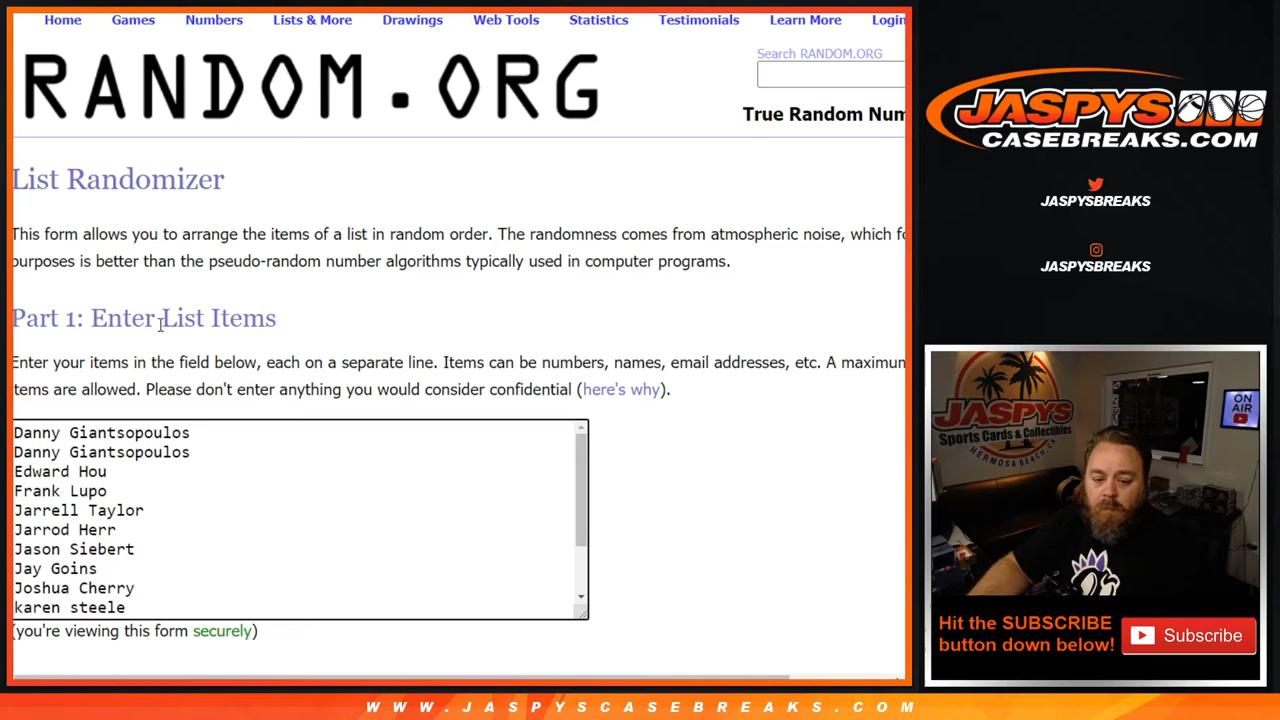 Home Games Numbers Lists & More Drawings Web Tools Statistics Testimonials Learn More Login
RANDOM.ORG
Search RANDOM.ORG
True Random Num
List Randomizer
This form allows you to arrange the items of a list in random order. The randomness comes from atmospheric noise, which fo
purposes is better than the pseudo-random number algorithms typically used in computer programs.
Part 1: Enter List Items
Enter your items in the field below, each on a separate line. Items can be numbers, names, email addresses, etc. A maximum
items are allowed. Please don't enter anything you would consider confidential (here's why).
Danny Giantsopoulos
Danny Giantsopoulos
Edward Hou
Frank Lupo
Jarrell Taylor
Jarrod Herr
Jason Siebert
Jay Goins
Joshua Cherry
karen steele
(you're viewing this form securely)
JASPYS
CASEBREAKS.COM
JASPYSBREAKS
JASPYSBREAKS
JASPYS
Sports Cards & Collectibles
HERMOSA BEACH, CA
ON
AIR
Hit the SUBSCRIBE
button down below!
Subscribe
WWW.JASPYSCASEBREAKS.COM